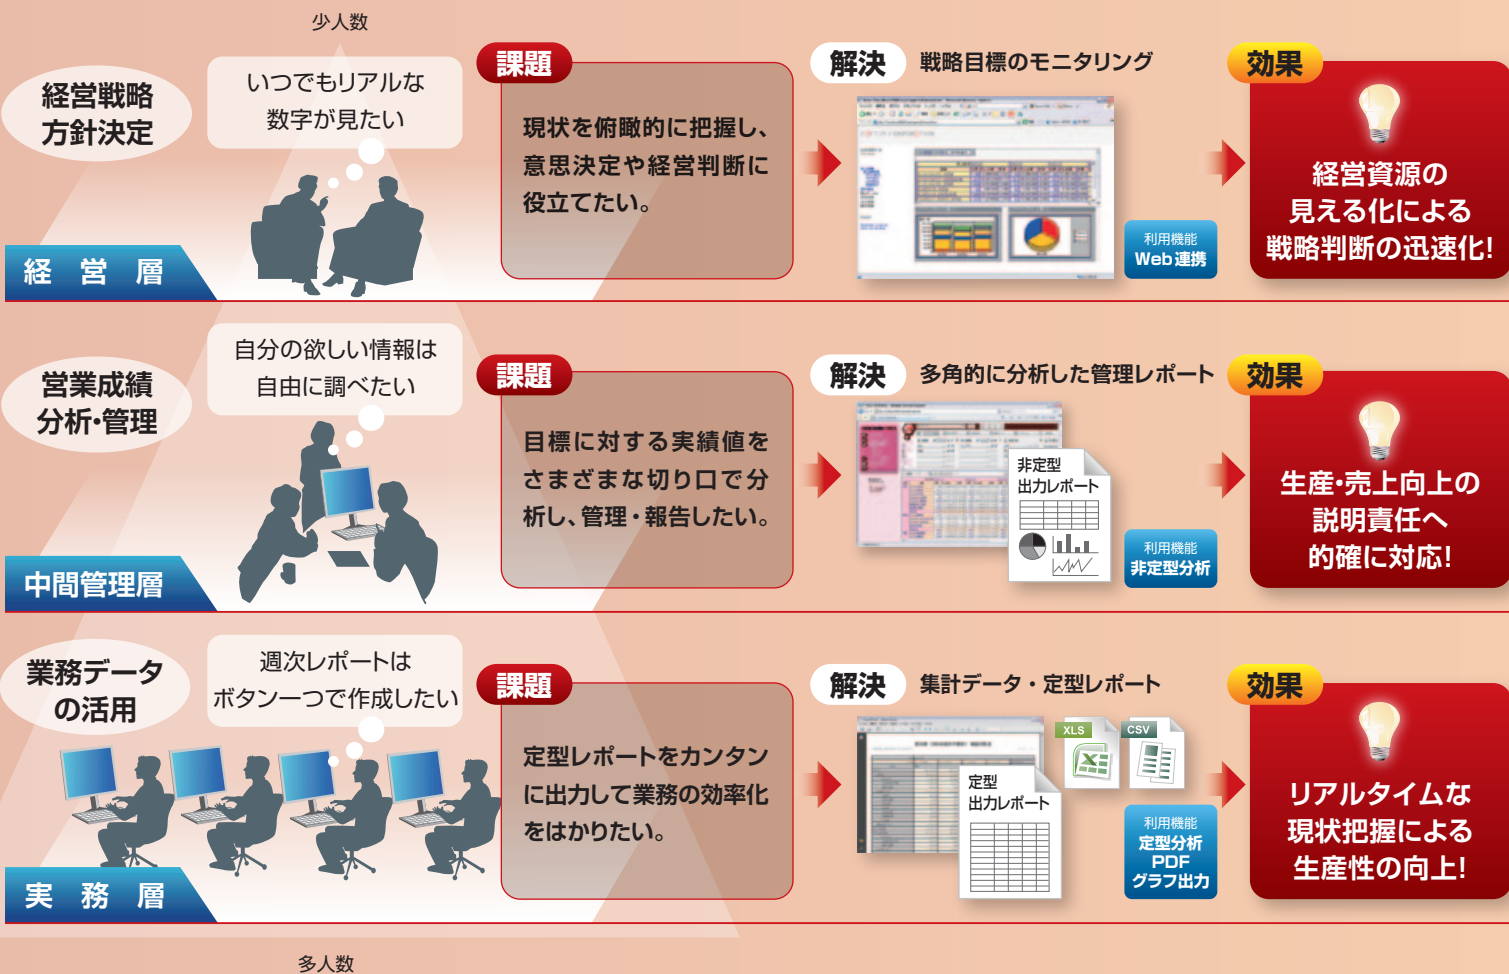 少人数
経営戦略
方針決定
いつでもリアルな
数字が見たい
経営層
課題
現状を俯瞰的に把握し、
意思決定や経営判断に
役立てたい。
解決
戦略目標のモニタリング
利用機能
Web連携
効果
経営資源の
見える化による
戦略判断の迅速化!
営業成績
分析・管理
自分の欲しい情報は
自由に調べたい
中間管理層
課題
目標に対する実績値を
さまざまな切り口で分
析し、管理・報告したい。
解決
多角的に分析した管理レポート
非定型
出力レポート
利用機能
非定型分析
効果
生産・売上向上の
説明責任へ
的確に対応!
業務データ
の活用
週次レポートは
ボタン一つで作成したい
実務層
課題
定型レポートをカンタン
に出力して業務の効率化
をはかりたい。
解決
集計データ・定型レポート
XLS
CSV
定型
出力レポート
利用機能
定型分析
PDF
グラフ出力
効果
リアルタイムな
現状把握による
生産性の向上!
多人数